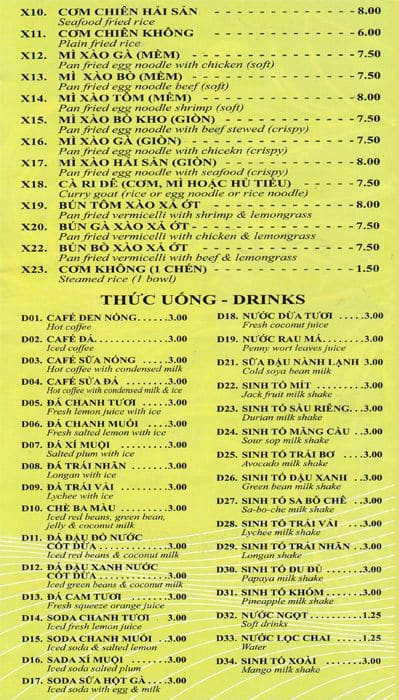 X10. CƠM CHIÊN HẢI SẢN - - - - - - - - - - - - - - - - 8.00
Seafood fried rice
X11. CƠM CHIÊN KHÔNG - - - - - - - - - - - - - - - - - 6.00
Plain fried rice
X12. MÌ XÀO GÀ (MỀM) - - - - - - - - - - - - - - - - - 7.50
Pan fried egg noodle with chicken (soft)
X13. MÌ XÀO BÒ (MỀM) - - - - - - - - - - - - - - - - - 7.50
Pan fried egg noodle beef (soft)
X14. MÌ XÀO TÔM (MỀM) - - - - - - - - - - - - - - - - 8.00
Pan fried egg noodle shrimp (soft)
X15. MÌ XÀO BÒ KHO (GIÒN) - - - - - - - - - - - - - - 7.50
Pan fried egg noodle with beef stewed (crispy)
X16. MÌ XÀO GÀ (GIÒN) - - - - - - - - - - - - - - - - 7.50
Pan fried egg noodle with chicekn (crispy)
X17. MÌ XÀO HẢI SẢN (GIÒN) - - - - - - - - - - - - - 8.00
Pan fried egg noodle with seafood (crispy)
X18. CÀ RI DÊ (CƠM, MÌ HOẶC HỦ TIẾU) - - - - - - 7.50
Curry goat (rice or egg noodle or rice noodle)
X19. BÚN TÔM XÀO XẢ ỚT - - - - - - - - - - - - - - - 8.00
Pan fried vermicelli with shrimp & lemongrass
X20. BÚN GÀ XÀO XẢ ỚT - - - - - - - - - - - - - - - - 7.50
Pan fried vermicelli with chicken & lemongrass
X22. BÚN BÒ XÀO XẢ ỚT - - - - - - - - - - - - - - - - 7.50
Pan fried vermicelli with beef & lemongrass
X23. CƠM KHÔNG (1 CHÉN) - - - - - - - - - - - - - - - 1.50
Steamed rice (1 bowl)
THỨC UỐNG - DRINKS
D01. CAFÉ ĐEN NÓNG......3.00
Hot coffee
D02. CAFÉ ĐÁ................3.00
Iced coffee
D03. CAFÉ SỮA NÓNG .....3.00
Hot coffee with condensed milk
D04. CAFÉ SỮA ĐÁ.........3.00
Hot coffee with condensed milk & ice
D05. ĐÁ CHANH TƯƠI .....3.00
Fresh lemon juice with ice
D06. ĐÁ CHANH MUỐI .....3.00
Fresh salted lemon with ice
D07. ĐÁ XÍ MUỘI ...........3.00
Salted plum with ice
D08. ĐÁ TRÁI NHÃN ........3.00
Longan with ice
D09. ĐÁ TRÁI VẢI...........3.00
Lychee with ice
D10. CHÈ BA MÀU ..........3.00
Iced red beans, green bean,
jelly & coconut milk
D11. ĐÁ ĐẬU ĐỎ NƯỚC
CỐT DỪA ...............3.00
Iced red beans & coconut milk
D12. ĐÁ ĐẬU XANH NƯỚC
CỐT DỪA ...............3.00
Iced green beans & coconut milk
D13. ĐÁ CAM TƯƠI ........3.00
Fresh squeeze orange juice
D14. SODA CHANH TƯƠI ..3.00
Iced fresh lemon juice
D15. SODA CHANH MUỐI ..3.00
Iced soda & salted lemon
D16. SADA XÍ MUỘI ........3.00
Iced soda salted plum
D17. SODA SỮA HỘT GÀ ...3.00
Iced soda with egg & milk
D18. NƯỚC DỪA TƯƠI .....3.00
Fresh coconut juice
D19. NƯỚC RAU MÁ........3.00
Penny wort leaves juice
D21. SỮA ĐẬU NÀNH LẠNH 3.00
Cold soya bean milk
D22. SINH TỐ MÍT ..........3.00
Jack fruit milk shake
D23. SINH TỐ SẦU RIÊNG...3.00
Durian milk shake
D24. SINH TỐ MÃNG CẦU ..3.00
Sour sop milk shake
D25. SINH TỐ TRÁI BƠ .....3.00
Avocado milk shake
D26. SINH TỐ ĐẬU XANH ..3.00
Green bean milk shake
D27. SINH TỐ SA BÔ CHÊ ..3.00
Sa-bo-che milk shake
D28. SINH TỐ TRÁI VẢI ....3.00
Lychee milk shake
D29. SINH TỐ TRÁI NHÃN ..3.00
Longan shake
D30. SINH TỐ ĐU ĐỦ .......3.00
Papaya milk shake
D31. SINH TỐ KHÓM........3.00
Pineapple milk shake
D32. NƯỚC NGỌT...........1.25
Soft drinks
D33. NƯỚC LỌC CHAI .....1.25
Water
D34. SINH TỐ XOÀI ........3.00
Mango milk shake